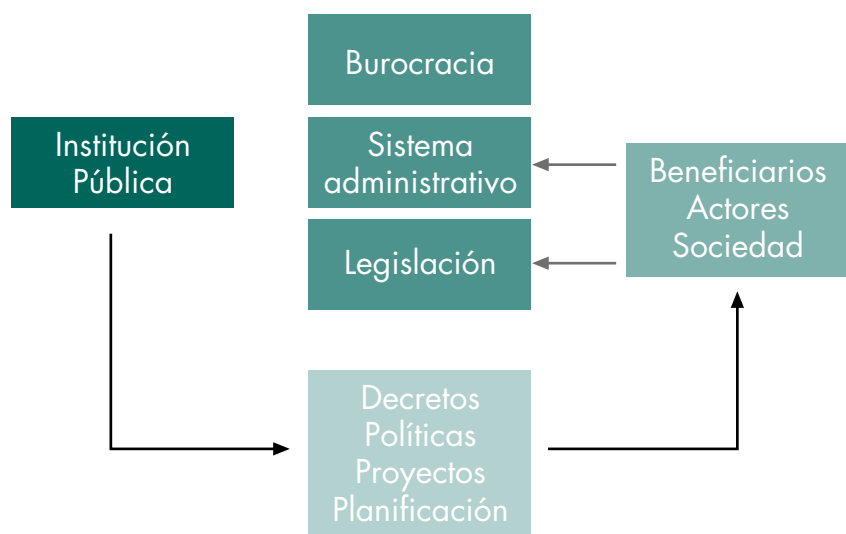 Burocracia
Institución
Pública
Sistema
administrativo
Legislación
Beneficiarios
Actores
Sociedad
Decretos
Políticas
Proyectos
Planificación